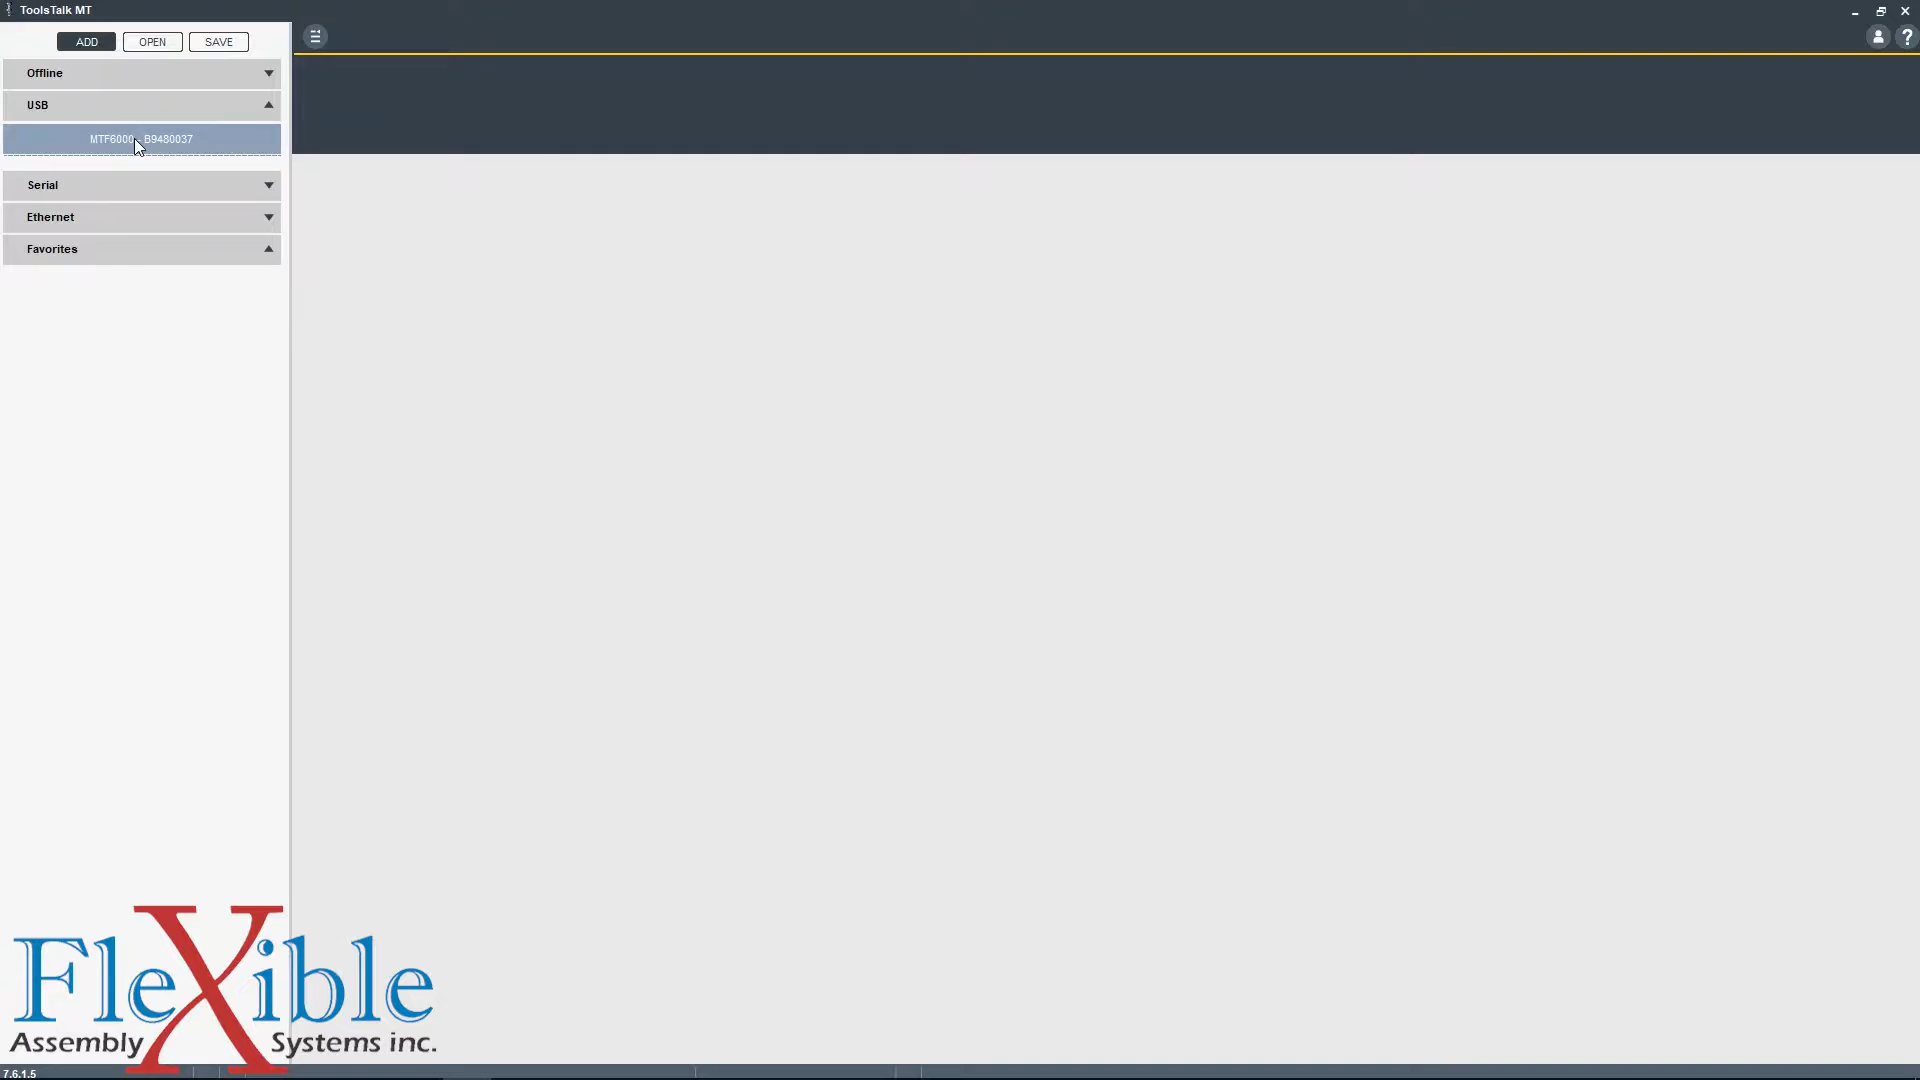 ToolsTalk MT
ADD OPEN SAVE
?
Offline
USB
MTF6000 - B9480037
Serial
Ethernet
Favorites
FleXible
Assembly Systems inc.
7.6.1.5